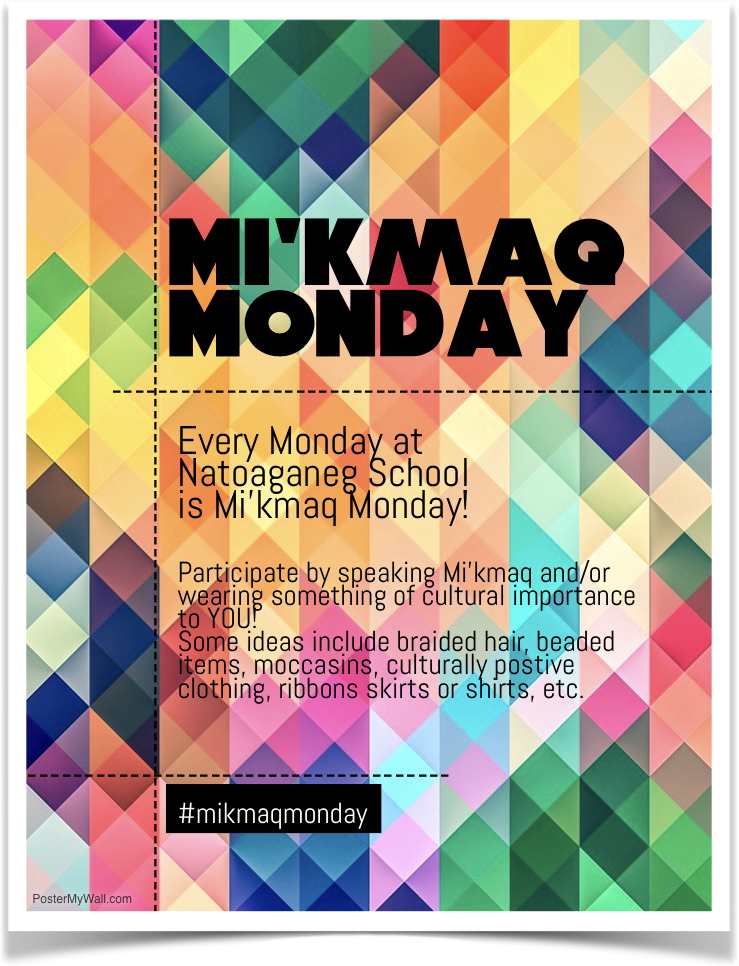 MI'KMAQ
MONDAY
Every Monday at
Natoaganeg School
is Mi'kmaq Monday!
Participate by speaking Mi'kmaq and/or
wearing something of cultural importance
to YOU!
Some ideas include braided hair, beaded
items, moccasins, culturally postive
clothing, ribbons skirts or shirts, etc.
#mikmaqmonday
PosterMyWall.com